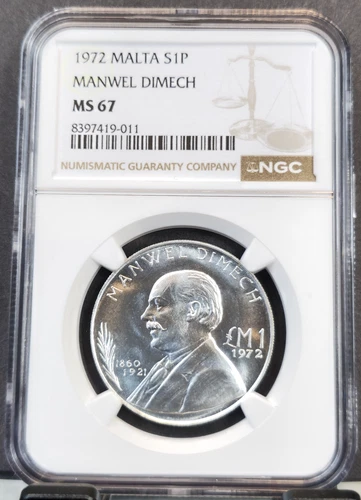 1972 MALTA S1P
MANWEL DIMECH
MS 67
8397419-011
NUMISMATIC GUARANTY COMPANY NGC
MANWEL DIMECH
£M1
1972
1860
1921